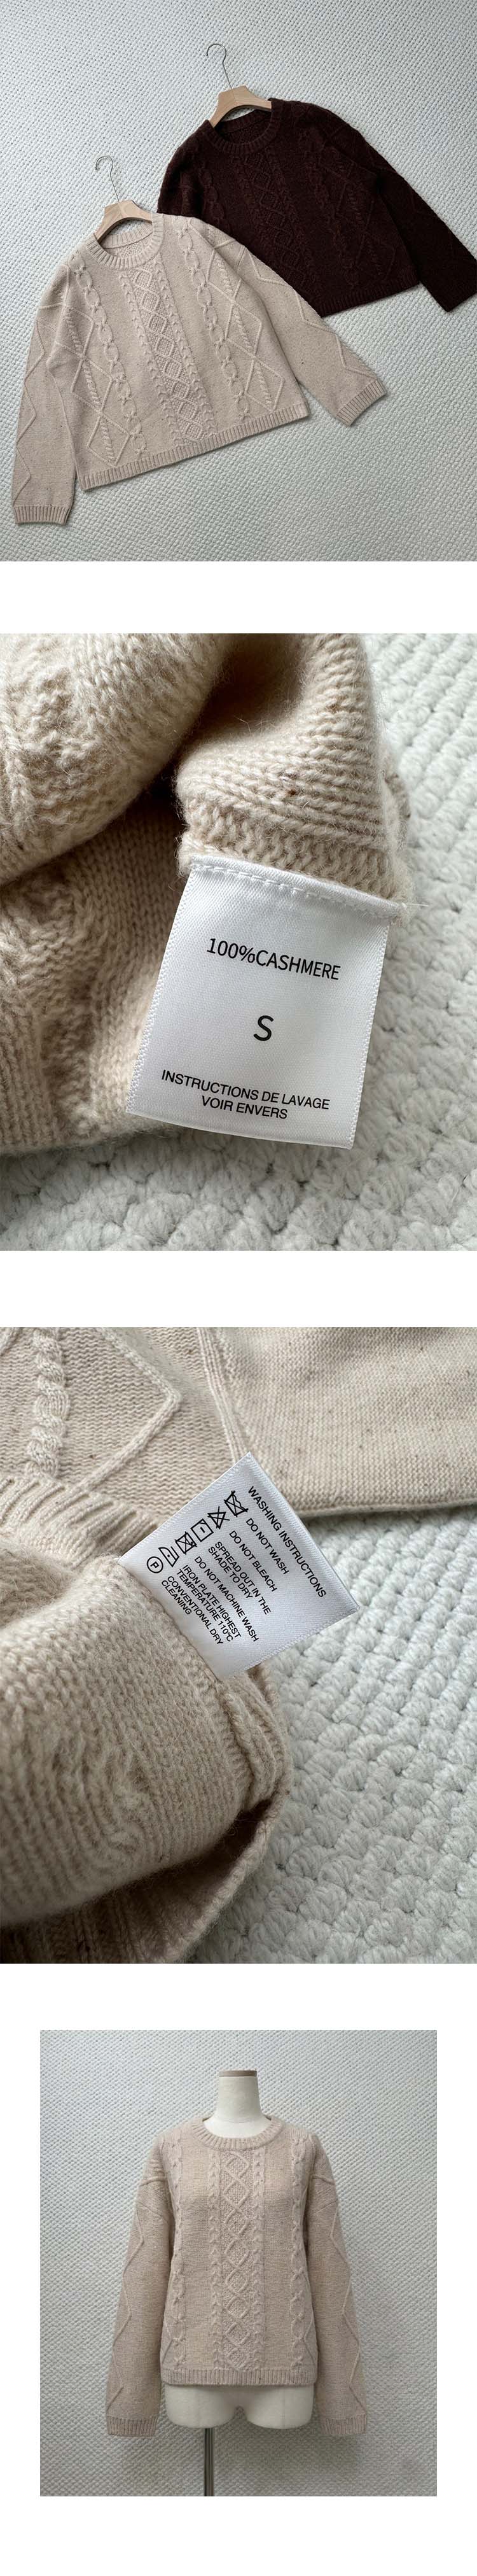 100%CASHMERE
S
INSTRUCTIONS DE LAVAGE
VOIR ENVERS
WASHING INSTRUCTIONS
DO NOT WASH
DO NOT BLEACH
SPREAD OUT IN THE
SHADE TO DRY
DO NOT MACHINE WASH
IRON PLATE HIGHEST
TEMPERATURE 110°C
CONVENTIONAL DRY
CLEANING
P